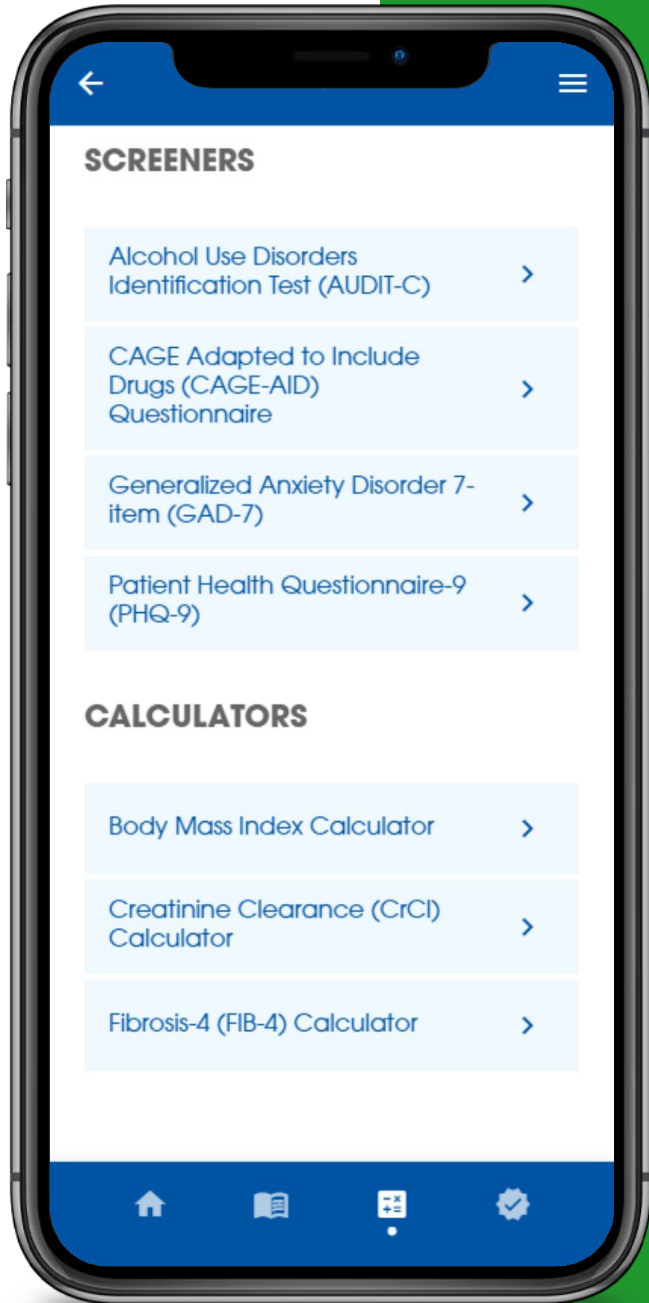 SCREENERS
Alcohol Use Disorders
Identification Test (AUDIT-C)
CAGE Adapted to Include
Drugs (CAGE-AID)
Questionnaire
Generalized Anxiety Disorder 7-
item (GAD-7)
Patient Health Questionnaire-9
(PHQ-9)
CALCULATORS
Body Mass Index Calculator
Creatinine Clearance (CrCl)
Calculator
Fibrosis-4 (FIB-4) Calculator